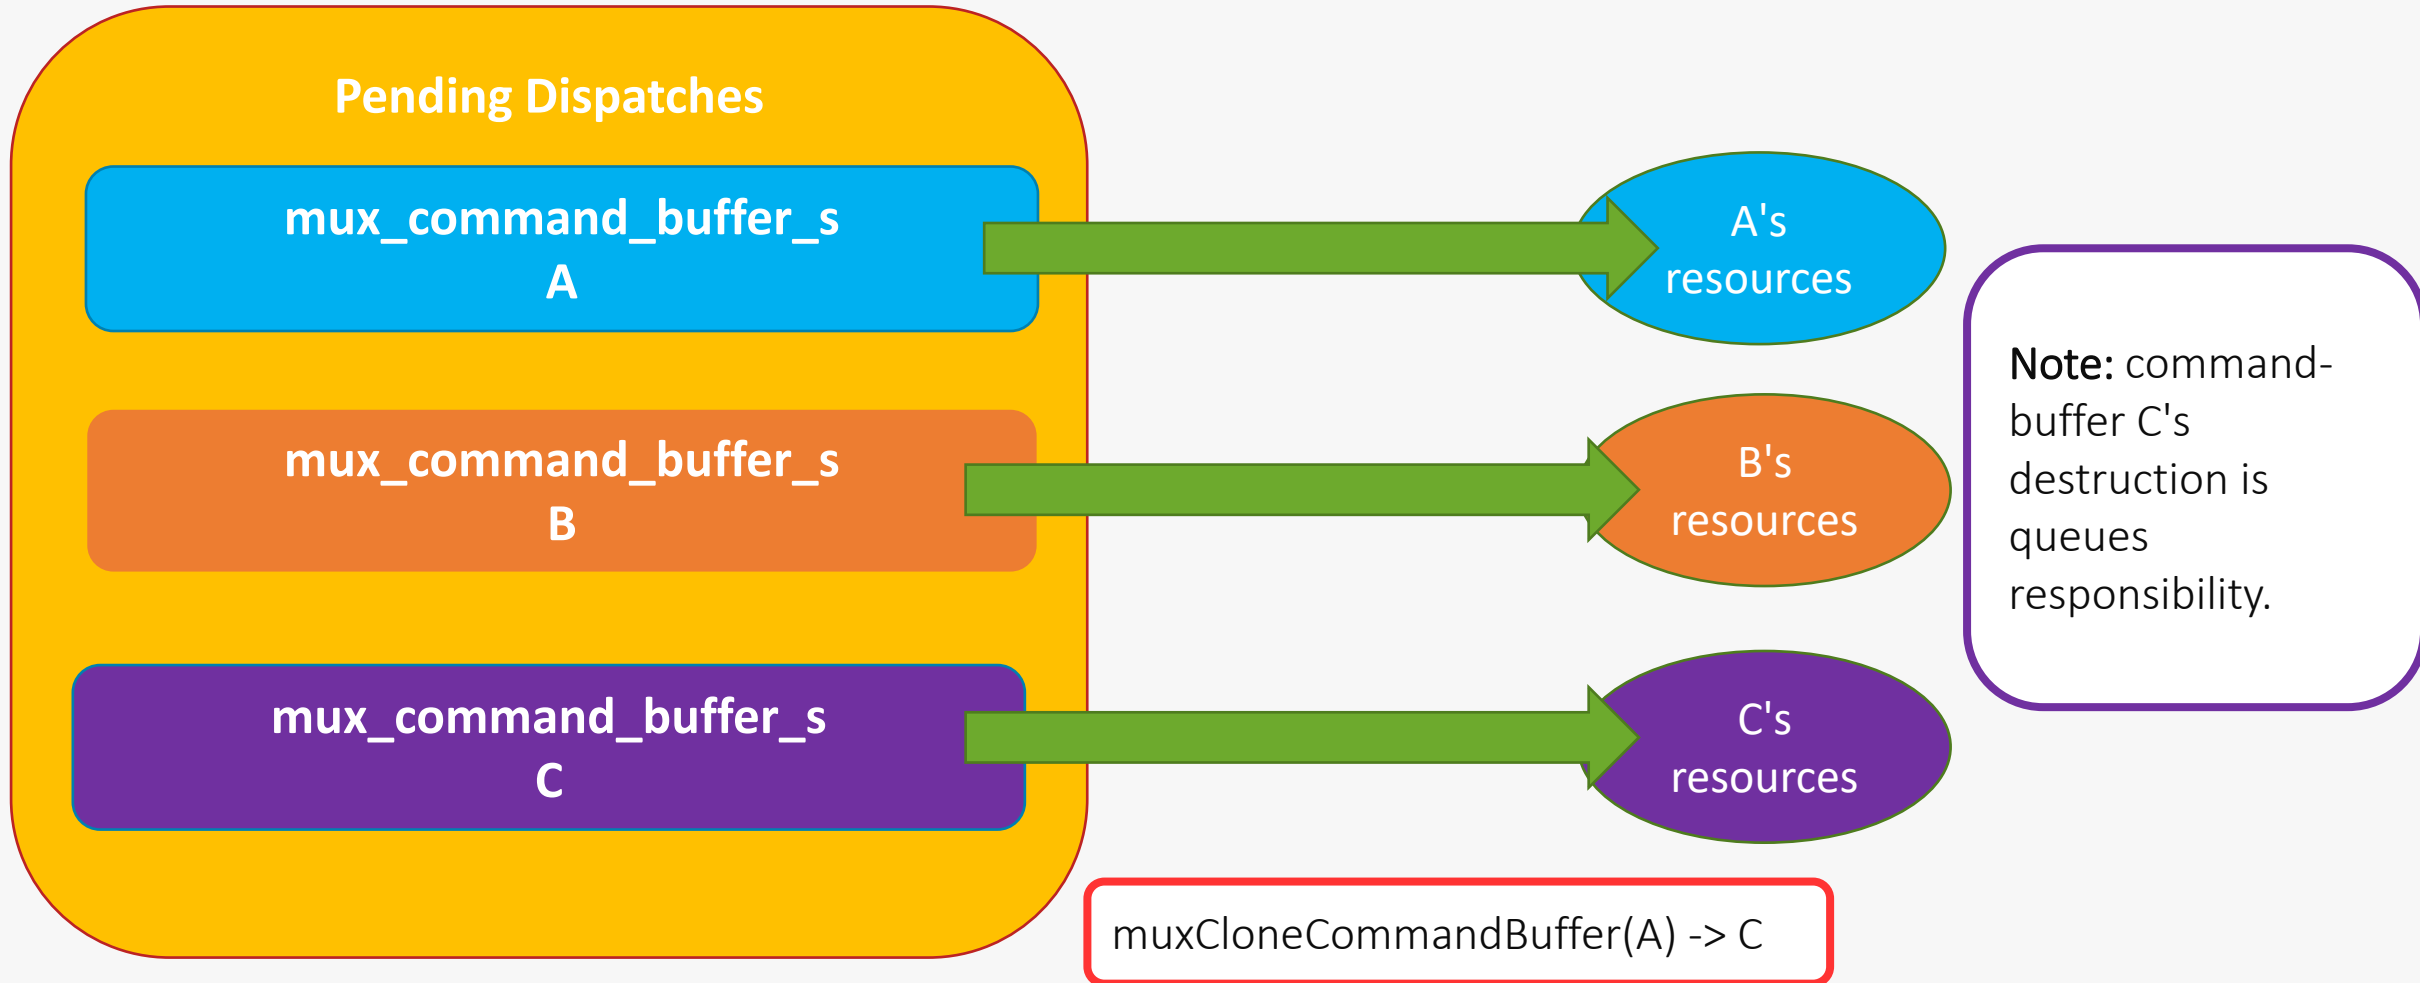 Pending Dispatches
mux_command_buffer_s
A
A's
resources
mux_command_buffer_s
B
B's
resources
mux_command_buffer_s
C
C's
resources
Note: command-
buffer C's
destruction is
queues
responsibility.
muxCloneCommandBuffer(A) -> C